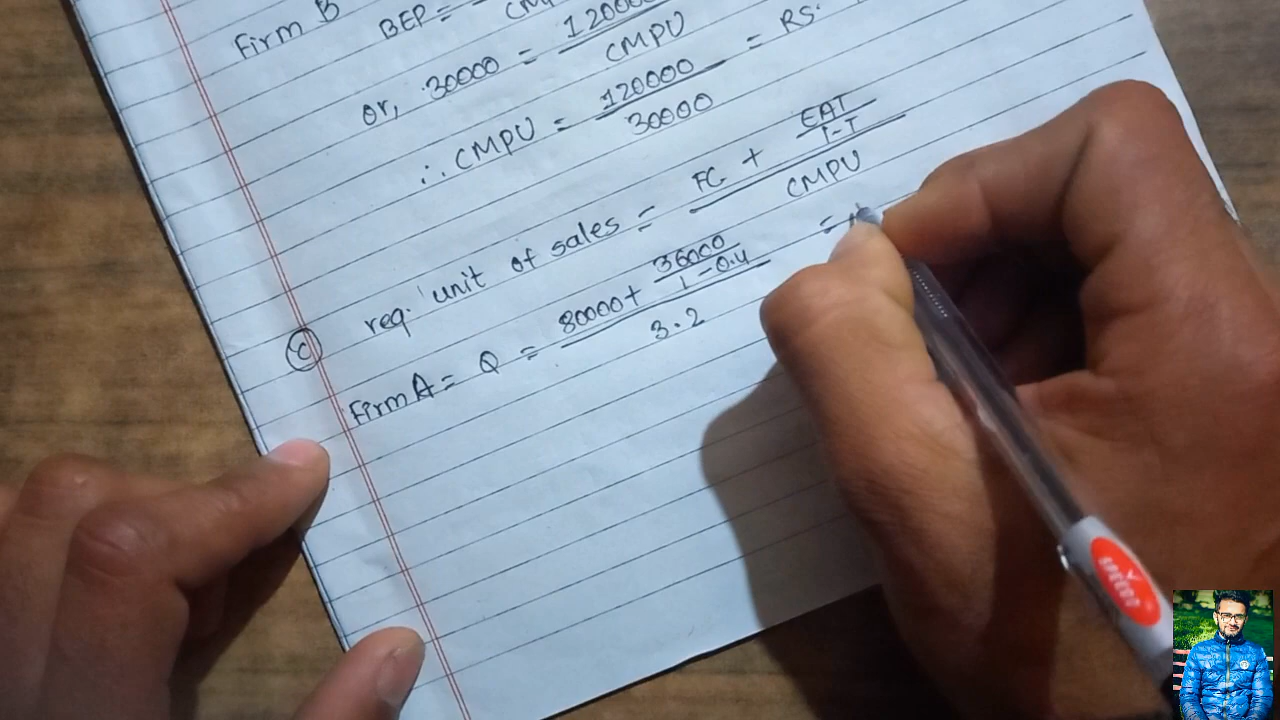 Firm B BEP =
or, 30000 = 120000 / CMPU
∴ CMPU = 120000 / 30000 = RS.
(C) req. unit of sales = FC + EAT / 1-T / CMPU
Firm A = Q = 80000 + 36000 / 1-0.4 / 3.2 =
SPEED